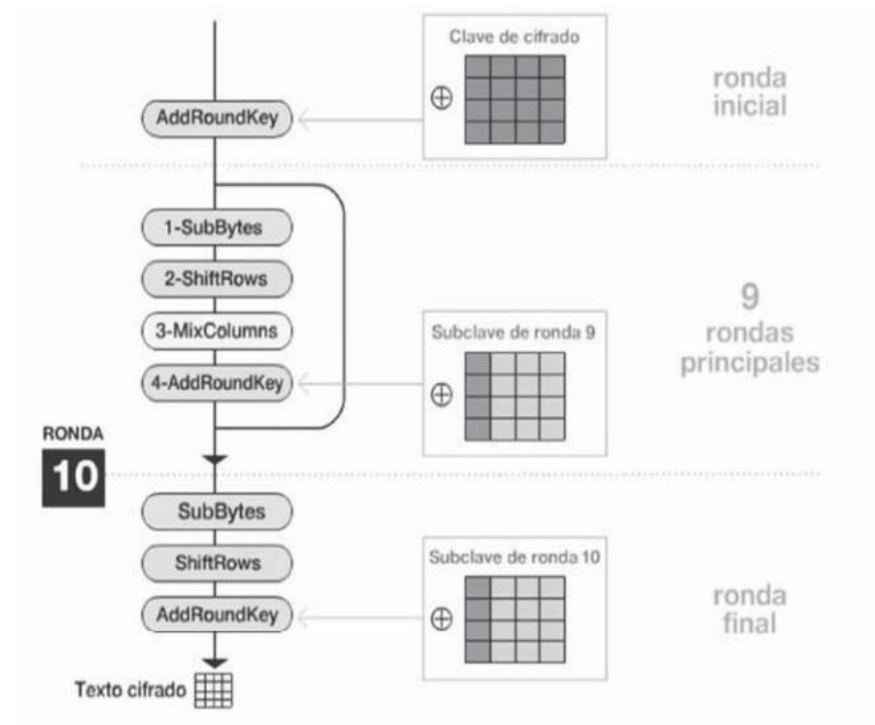 Clave de cifrado
ronda
inicial
AddRoundKey
1-SubBytes
2-ShiftRows
3-MixColumns
4-AddRoundKey
Subclave de ronda 9
9
rondas
principales
RONDA
10
SubBytes
ShiftRows
AddRoundKey
Subclave de ronda 10
ronda
final
Texto cifrado